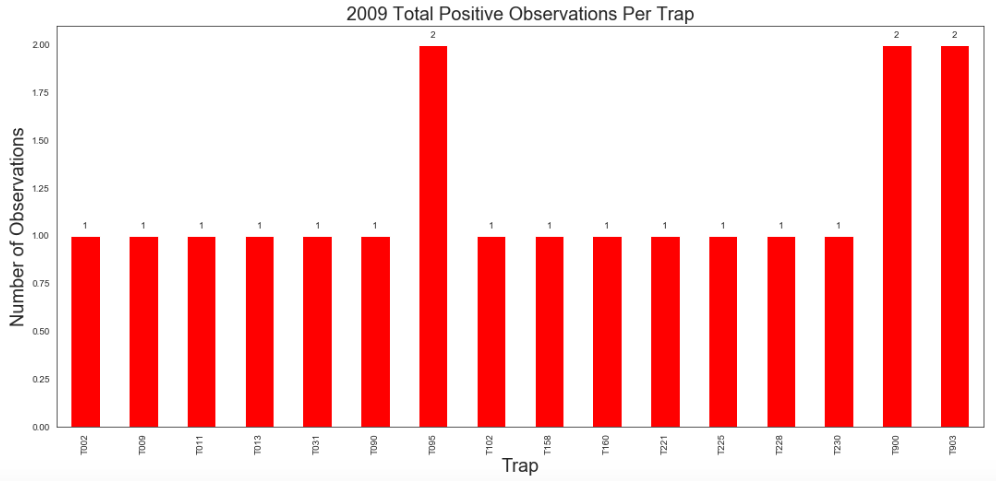 2009 Total Positive Observations Per Trap
Number of Observations
2.00
1.75
1.50
1.25
1.00
0.75
0.50
0.25
0.00
1 1 1 1 1 1 2 1 1 1 1 1 1 1 2 2
T002 T009 T011 T013 T031 T090 T095 T102 T158 T160 T221 T225 T228 T230 T900 T903
Trap